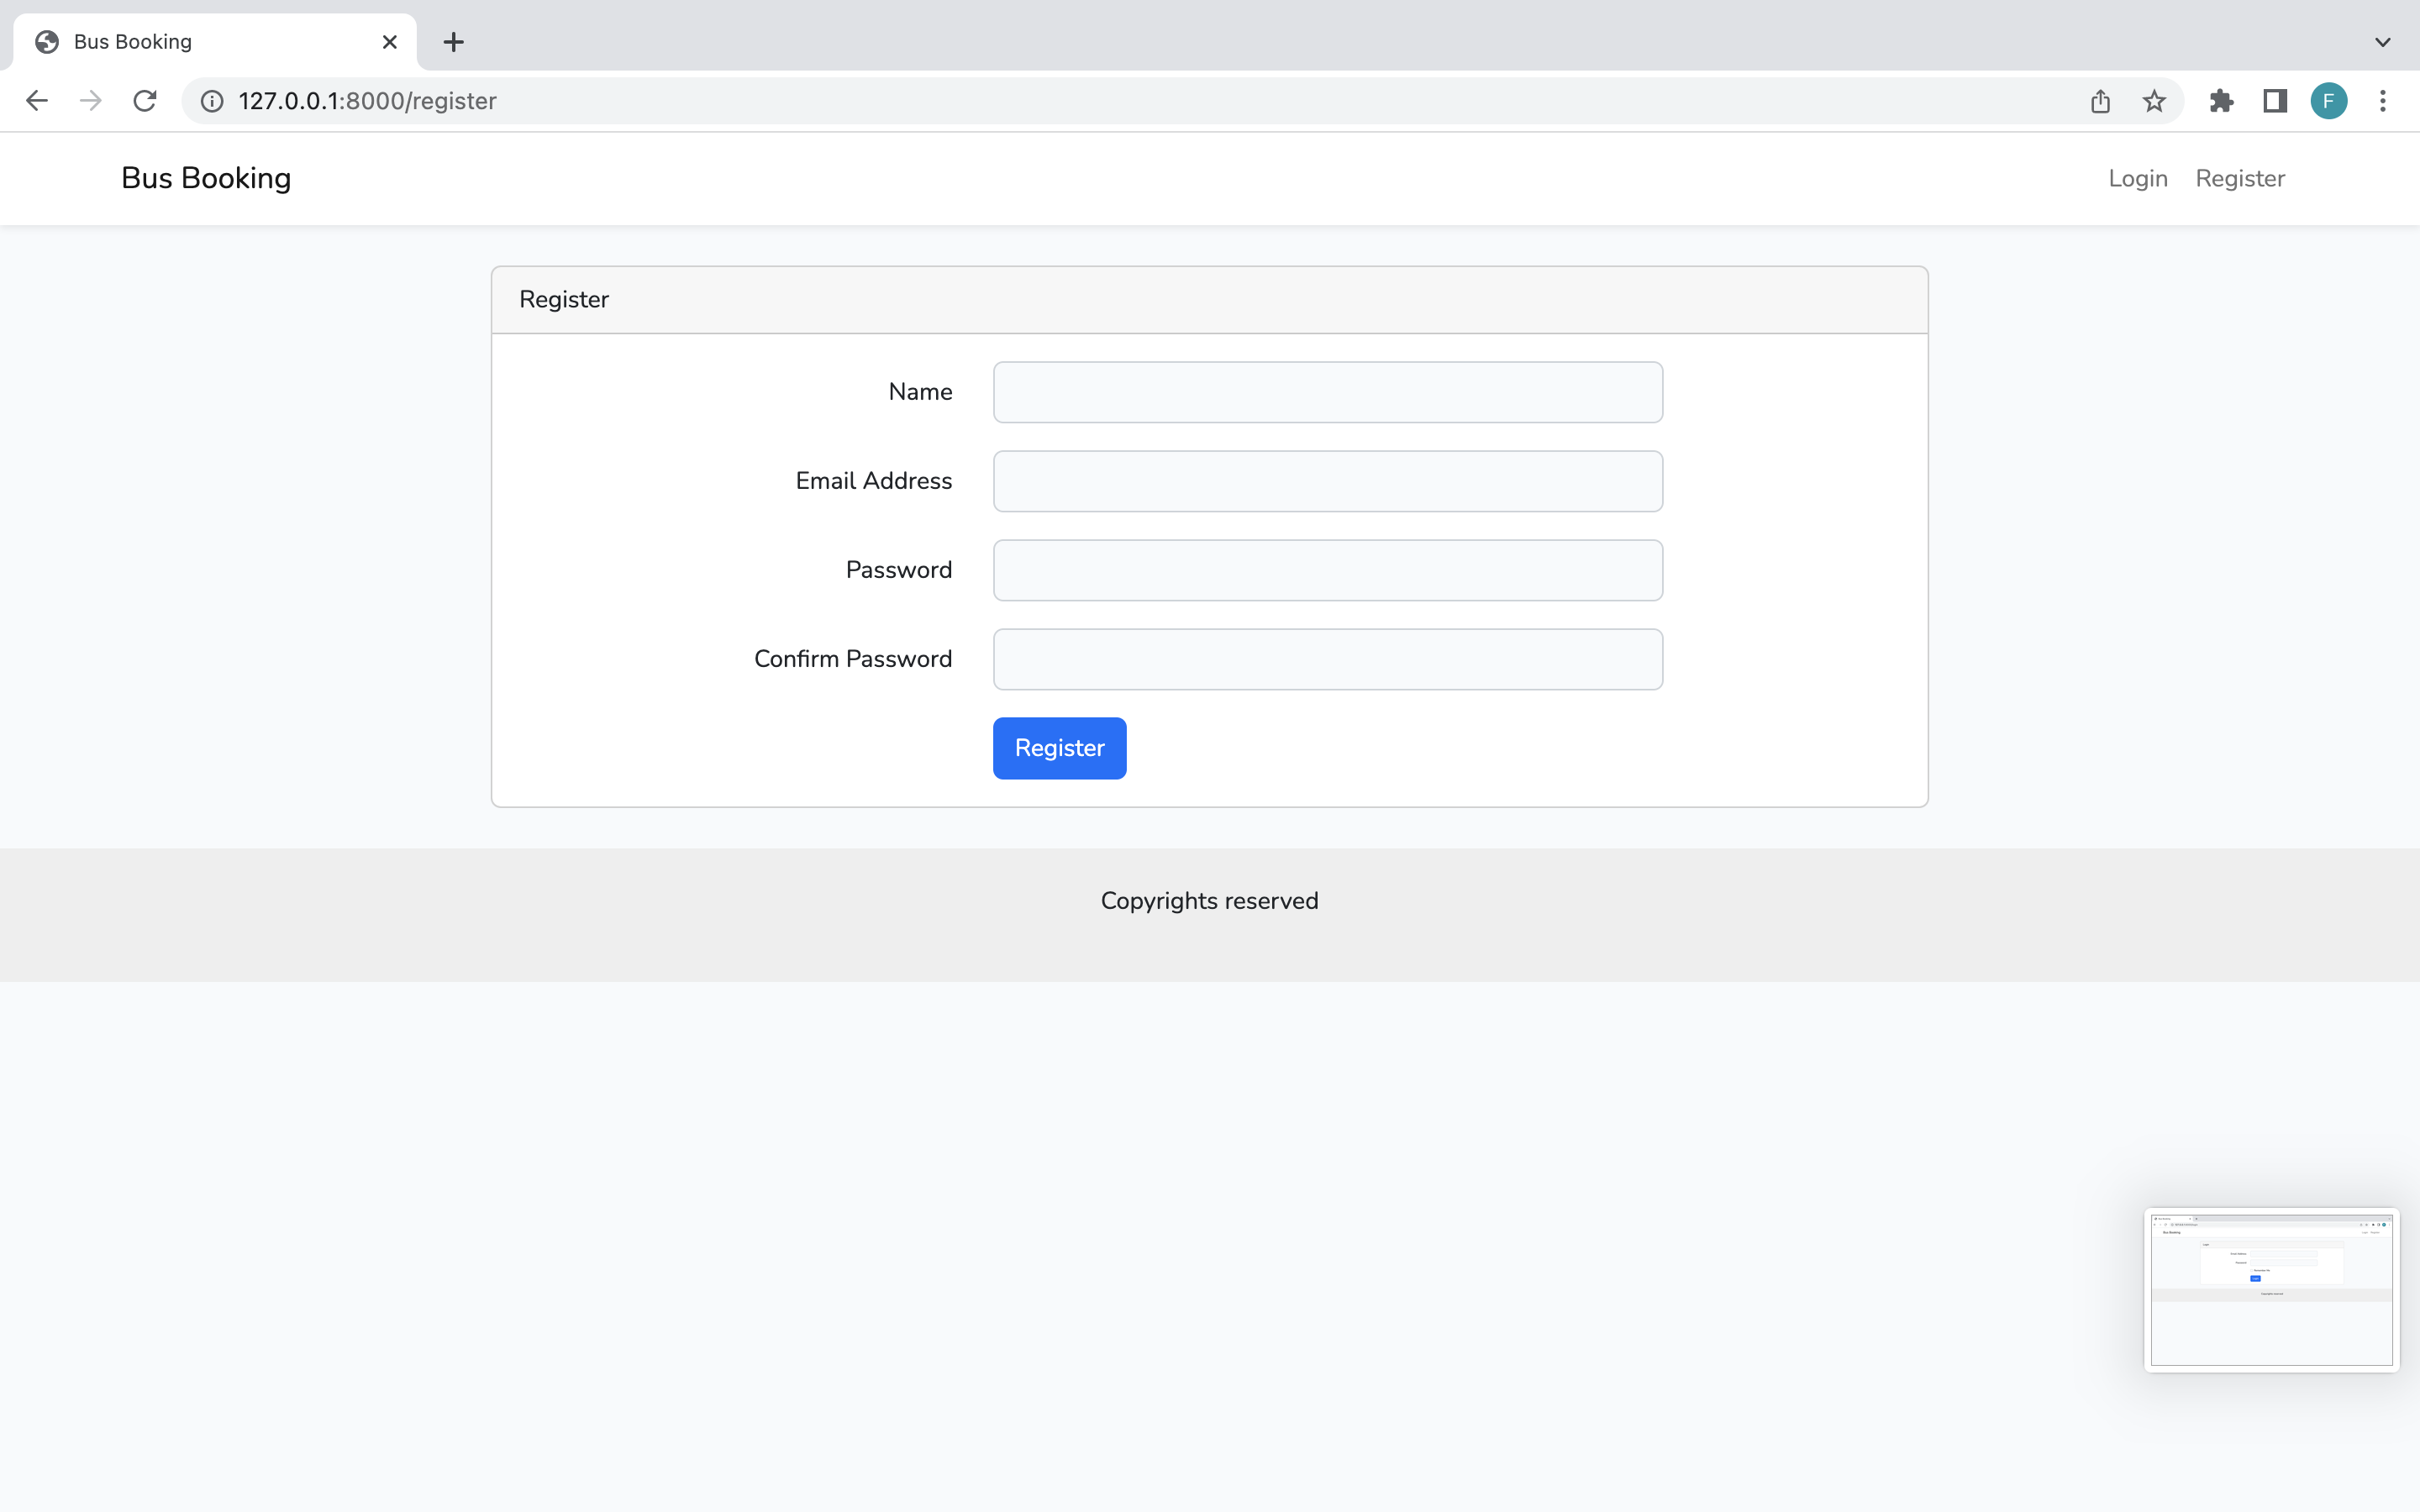 Bus Booking
127.0.0.1:8000/register
F
Bus Booking
Login Register
Register
Name
Email Address
Password
Confirm Password
Register
Copyrights reserved